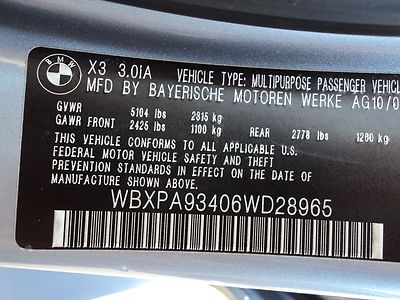 BMW
X3 3.0iA VEHICLE TYPE: MULTIPURPOSE PASSENGER
MFD BY BAYERISCHE MOTOREN WERKE AG10/0
GVWR 5104 lbs 2815 kg
GAWR FRONT 2425 lbs 1100 kg REAR 2778 lbs 1260 kg
THIS VEHICLE CONFORMS TO ALL APPLICABLE U.S.
FEDERAL MOTOR VEHICLE SAFETY, BUMPER, AND THEFT
PREVENTION STANDARDS IN EFFECT ON THE DATE OF
MANUFACTURE SHOWN ABOVE.
WBXPA93406WD28965